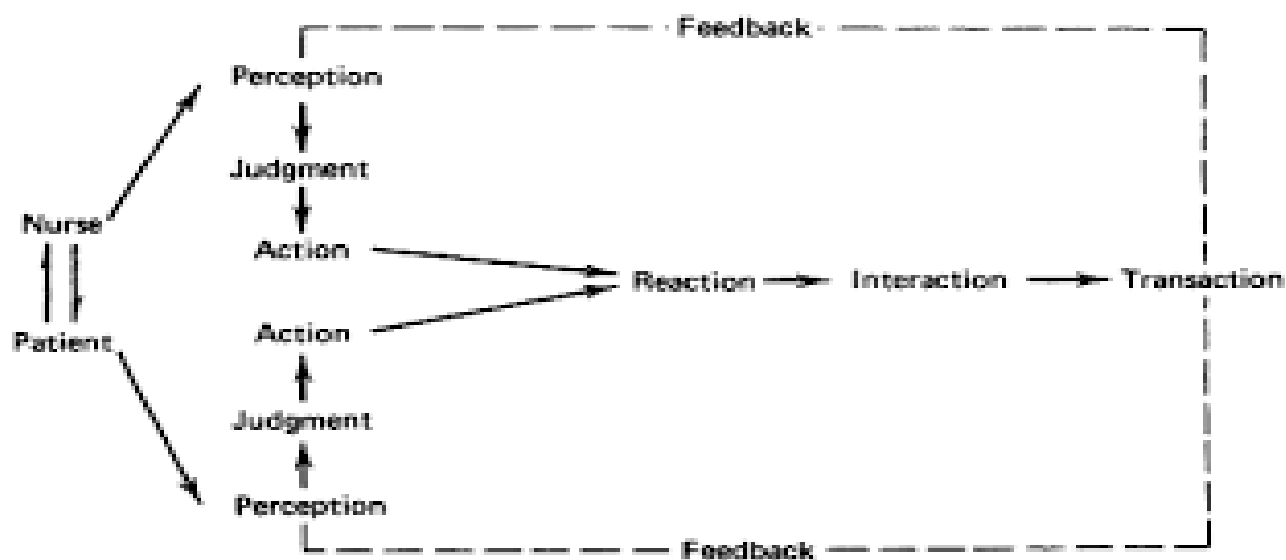 Feedback
Perception
Judgment
Nurse
Action
Reaction Interaction Transaction
Action
Patient
Judgment
Perception
Feedback